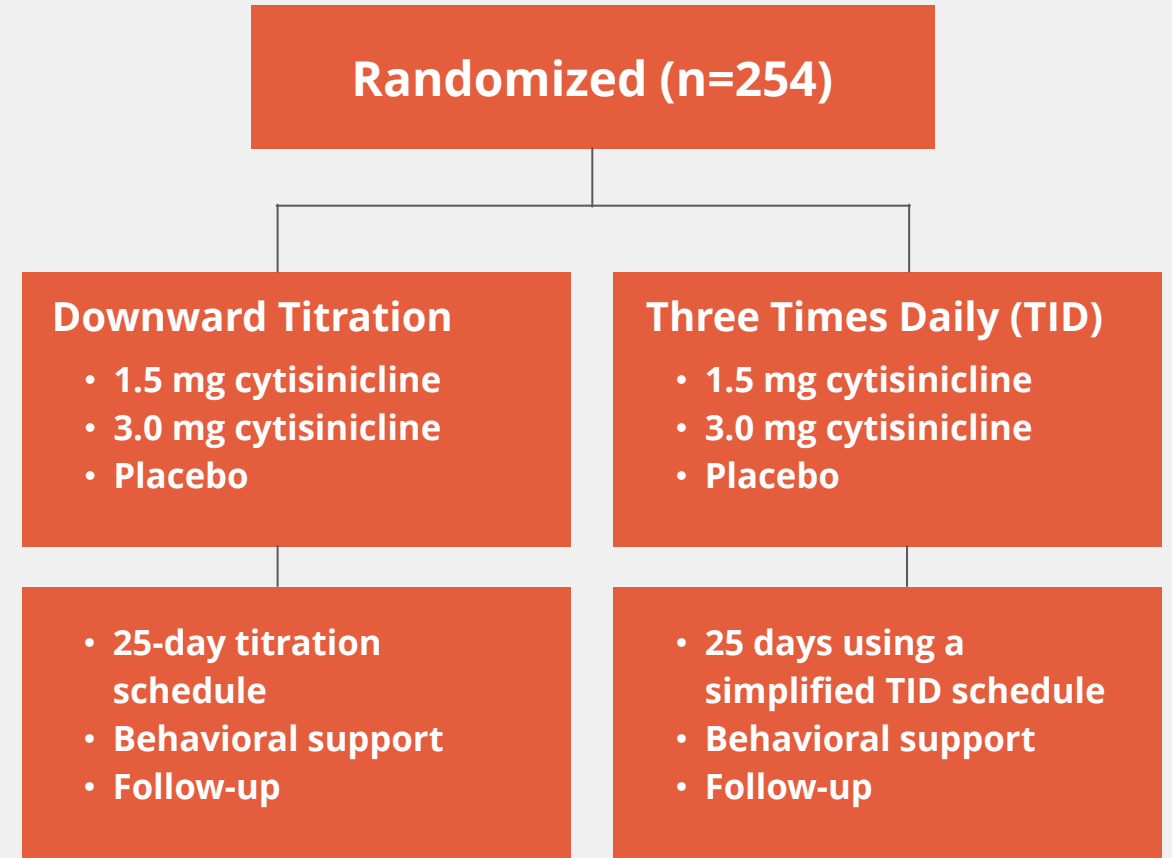 Randomized (n=254)
Downward Titration
• 1.5 mg cytisinicline
• 3.0 mg cytisinicline
• Placebo
Three Times Daily (TID)
• 1.5 mg cytisinicline
• 3.0 mg cytisinicline
• Placebo
• 25-day titration
schedule
• Behavioral support
• Follow-up
• 25 days using a
simplified TID schedule
• Behavioral support
• Follow-up